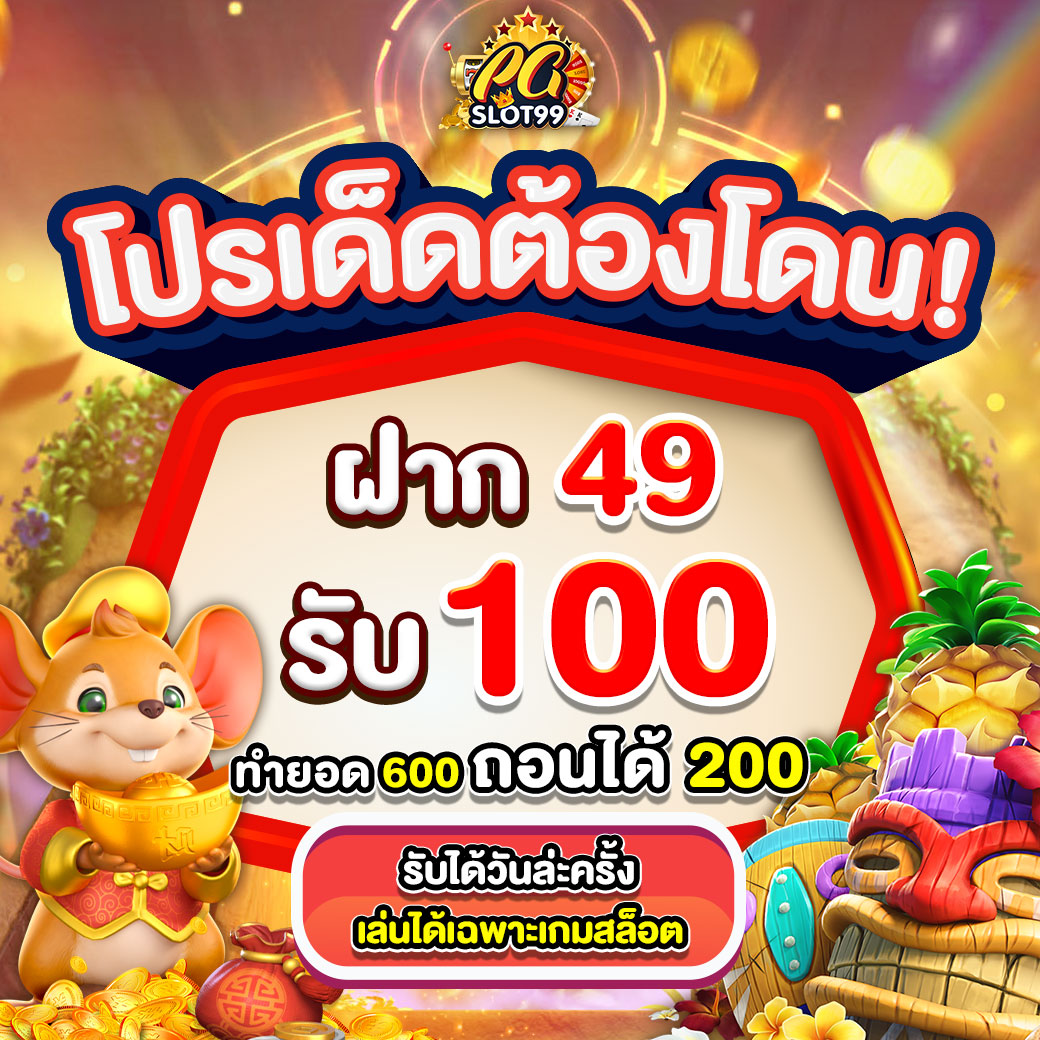 PG
SLOT99
โปรเด็ดต้องโดน!
ฝาก 49
รับ 100
ทำยอด 600 ถอนได้ 200
รับได้วันล่ะครั้ง
เล่นได้เฉพาะเกมสล็อต